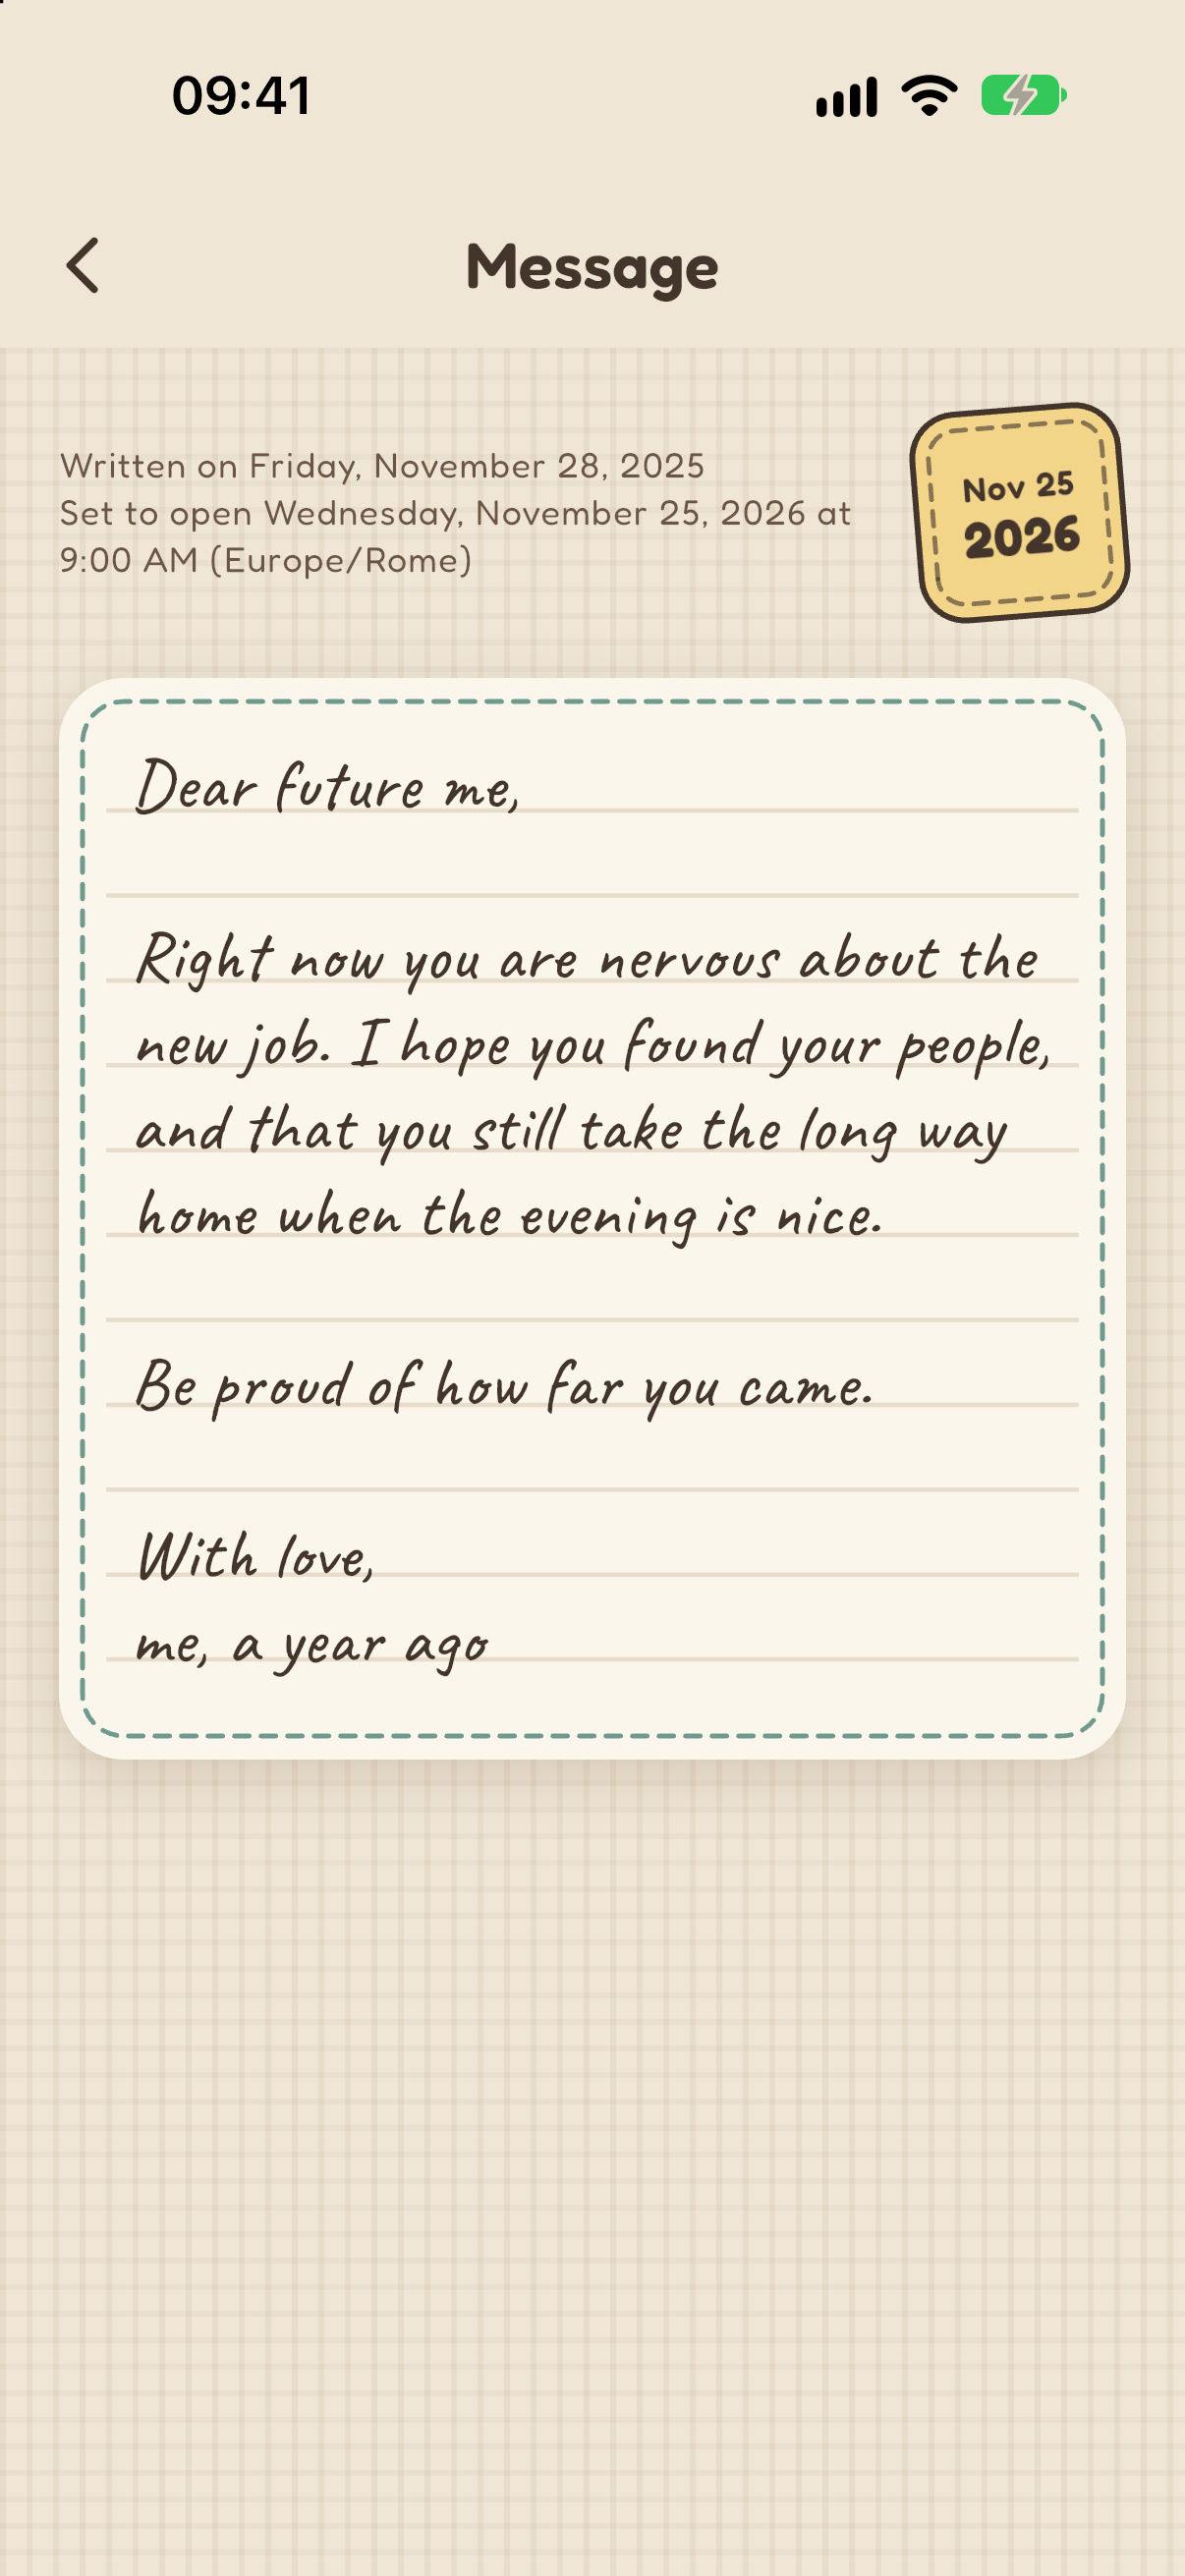 09:41
Message
Written on Friday, November 28, 2025
Set to open Wednesday, November 25, 2026 at
9:00 AM (Europe/Rome)
Nov 25
2026
Dear future me,
Right now you are nervous about the
new job. I hope you found your people,
and that you still take the long way
home when the evening is nice.
Be proud of how far you came.
With love,
me, a year ago